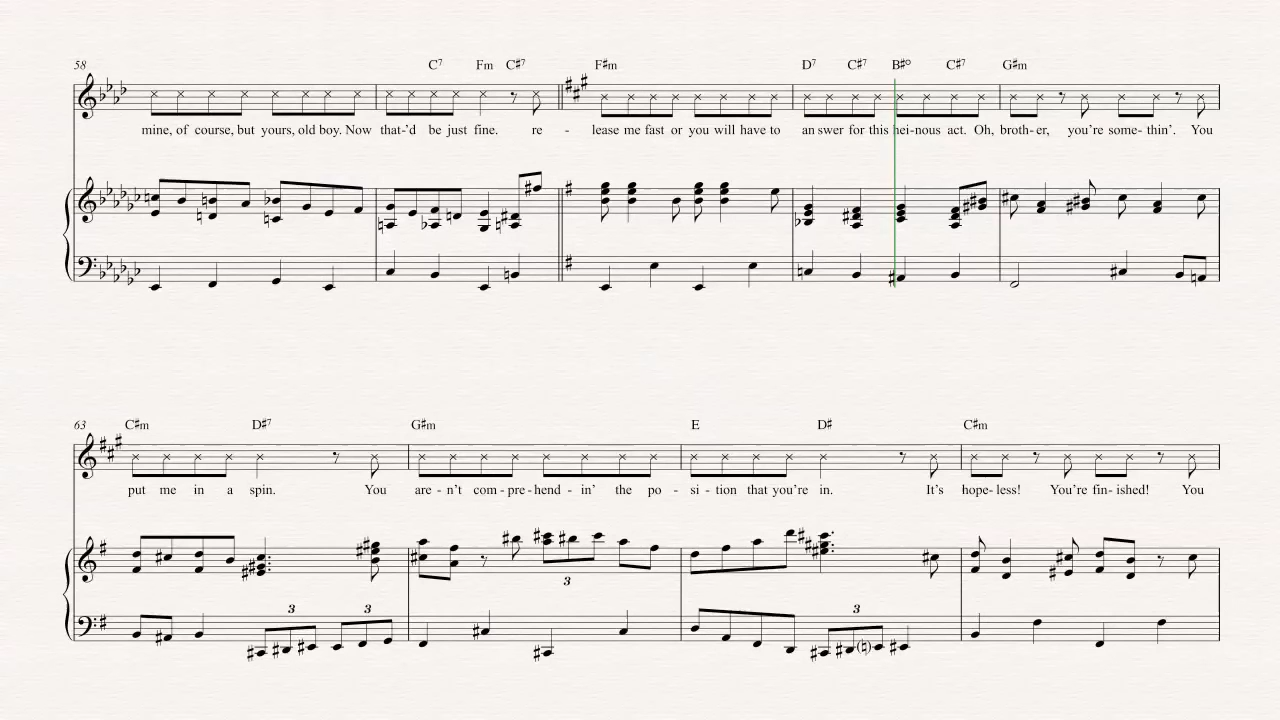 58
C7 Fm C♯7 F♯m D7 C♯7 B♯° C♯7 G♯m
mine, of course, but yours, old boy. Now that-'d be just fine. re - lease me fast or you will have to an swer for this hei-nous act. Oh, broth-er, you're some- thin'. You
63
C♯m D♯7 G♯m E D♯ C♯m
put me in a spin. You are - n't com - pre - hend - in' the po - si - tion that you're in. It's hope- less! You're fin- ished! You
3
3 3 3